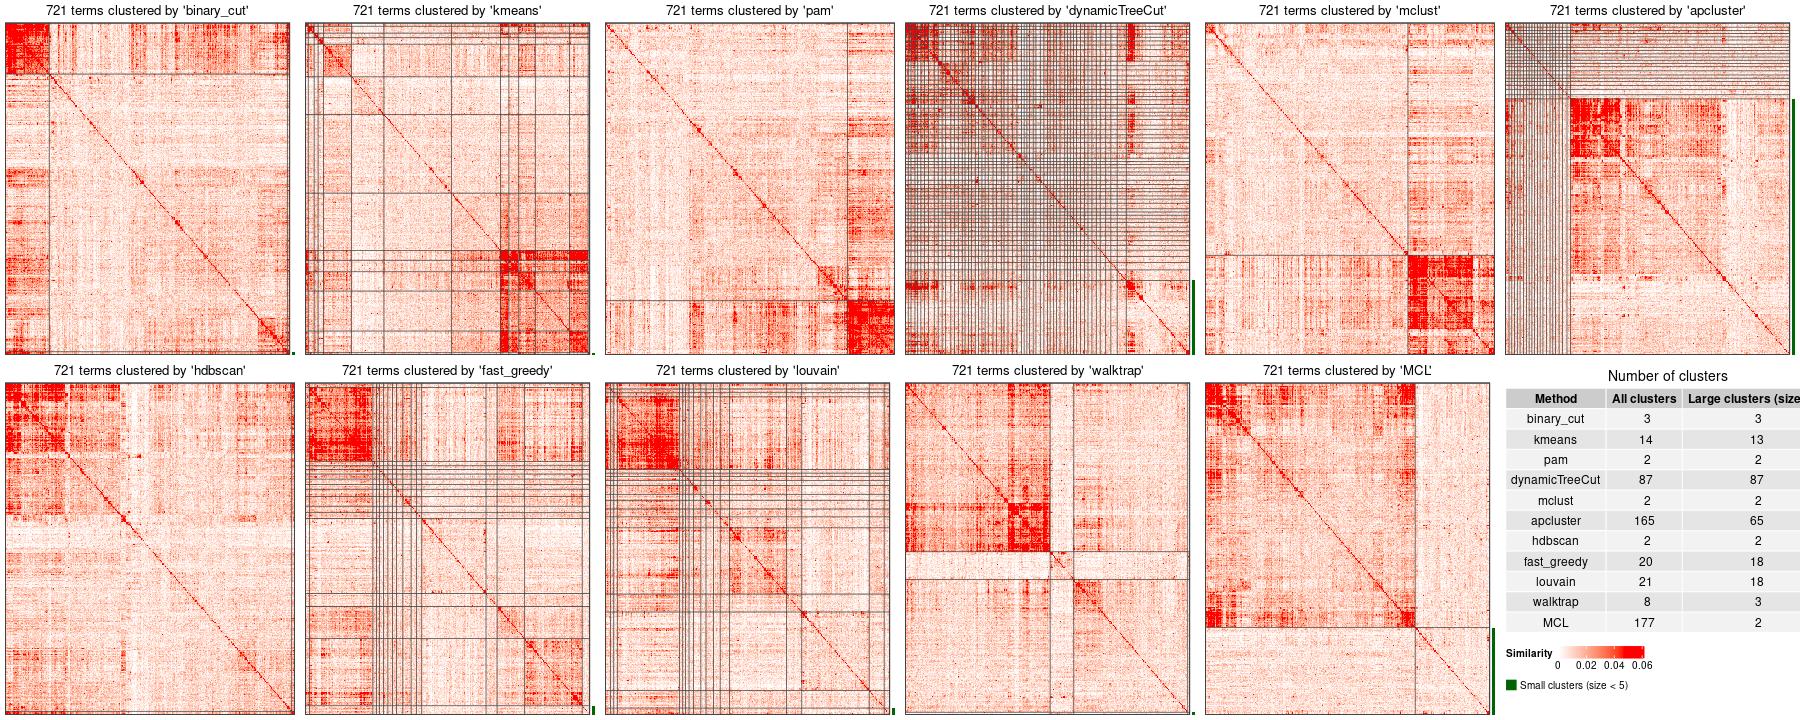 721 terms clustered by 'binary_cut'
721 terms clustered by 'kmeans'
721 terms clustered by 'pam'
721 terms clustered by 'dynamicTreeCut'
721 terms clustered by 'mclust'
721 terms clustered by 'apcluster'
721 terms clustered by 'hdbscan'
721 terms clustered by 'fast_greedy'
721 terms clustered by 'louvain'
721 terms clustered by 'walktrap'
721 terms clustered by 'MCL'
Number of clusters
Method All clusters Large clusters (size
binary_cut 3 3
kmeans 14 13
pam 2 2
dynamicTreeCut 87 87
mclust 2 2
apcluster 165 65
hdbscan 2 2
fast_greedy 20 18
louvain 21 18
walktrap 8 3
MCL 177 2
Similarity
0 0.02 0.04 0.06
Small clusters (size < 5)